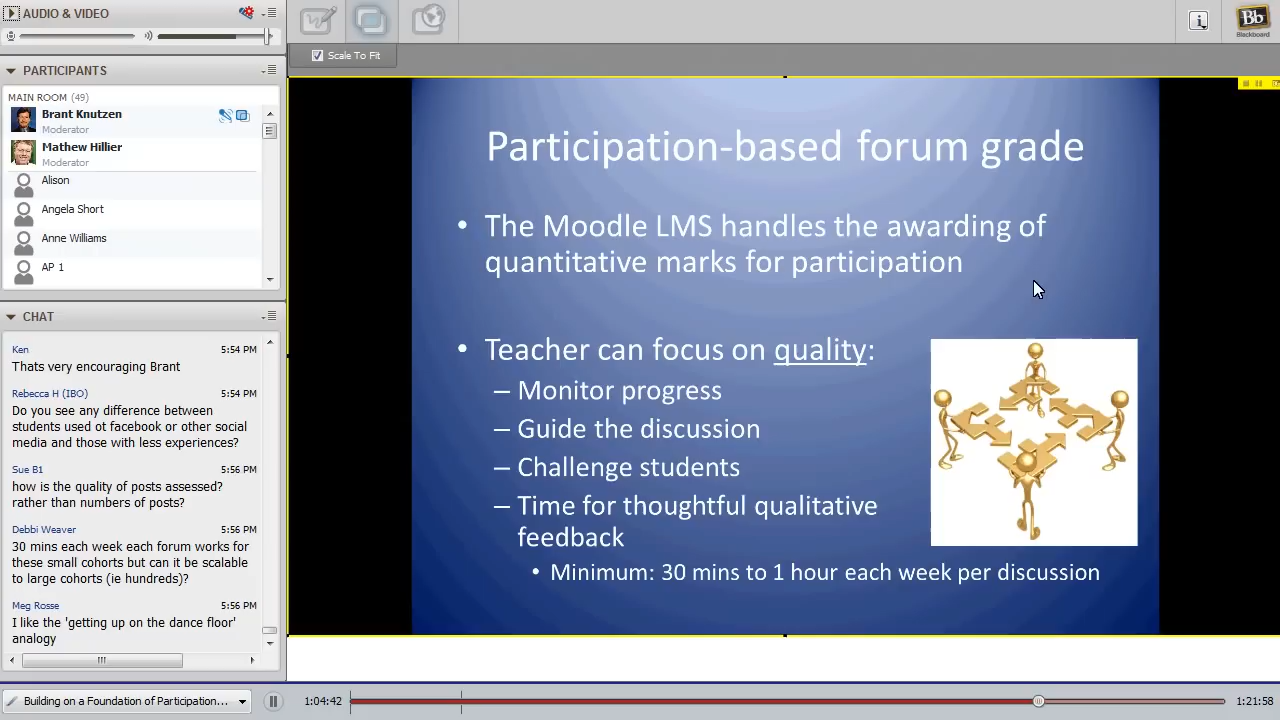 AUDIO & VIDEO
PARTICIPANTS
MAIN ROOM (49)
Brant Knutzen
Moderator
Mathew Hillier
Moderator
Alison
Angela Short
Anne Williams
AP 1
CHAT
Ken 5:54 PM
Thats very encouraging Brant
Rebecca H (IBO) 5:54 PM
Do you see any difference between
students used ot facebook or other social
media and those with less experiences?
Sue B1 5:56 PM
how is the quality of posts assessed?
rather than numbers of posts?
Debbi Weaver 5:56 PM
30 mins each week each forum works for
these small cohorts but can it be scalable
to large cohorts (ie hundreds)?
Meg Rosse 5:56 PM
I like the 'getting up on the dance floor'
analogy
Building on a Foundation of Participation...
1:04:42
1:21:58
Scale To Fit
Bb
Blackboard
Participation-based forum grade
• The Moodle LMS handles the awarding of
quantitative marks for participation
• Teacher can focus on quality:
– Monitor progress
– Guide the discussion
– Challenge students
– Time for thoughtful qualitative
feedback
• Minimum: 30 mins to 1 hour each week per discussion